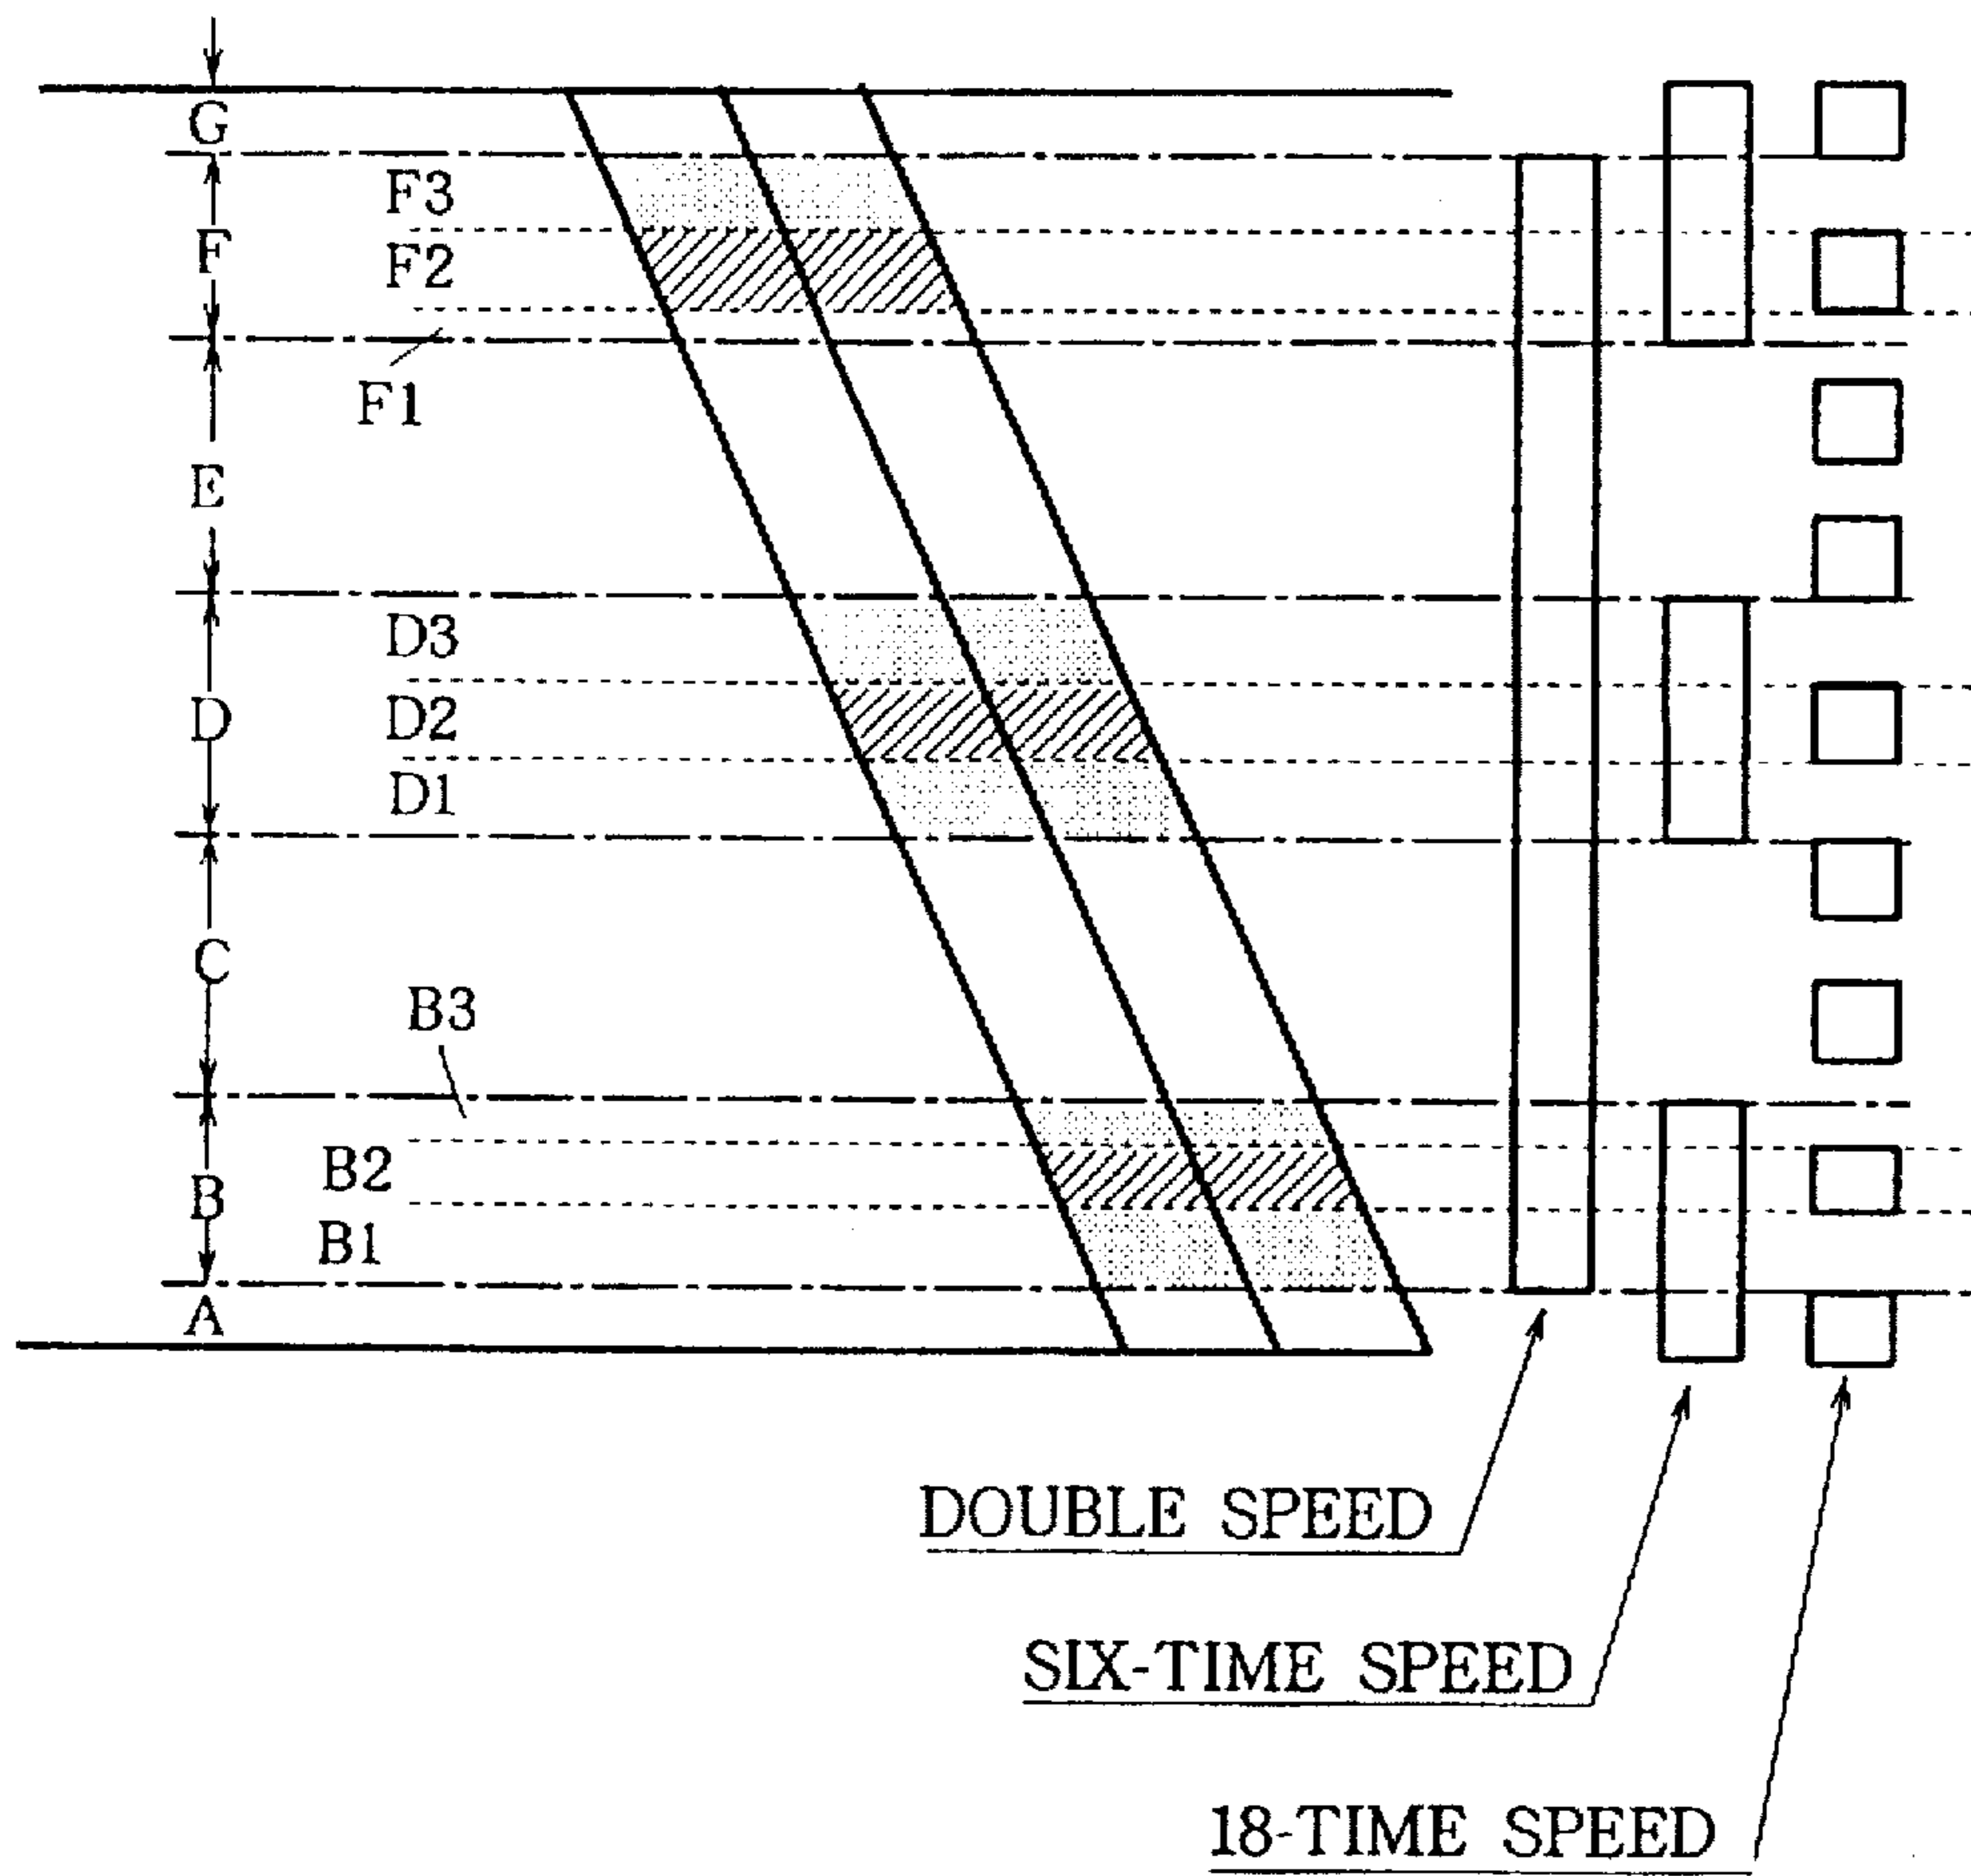 G
F3
F
F2
F1
E
D3
D
D2
D1
C
B3
B2
B
B1
A
DOUBLE SPEED
SIX-TIME SPEED
18-TIME SPEED